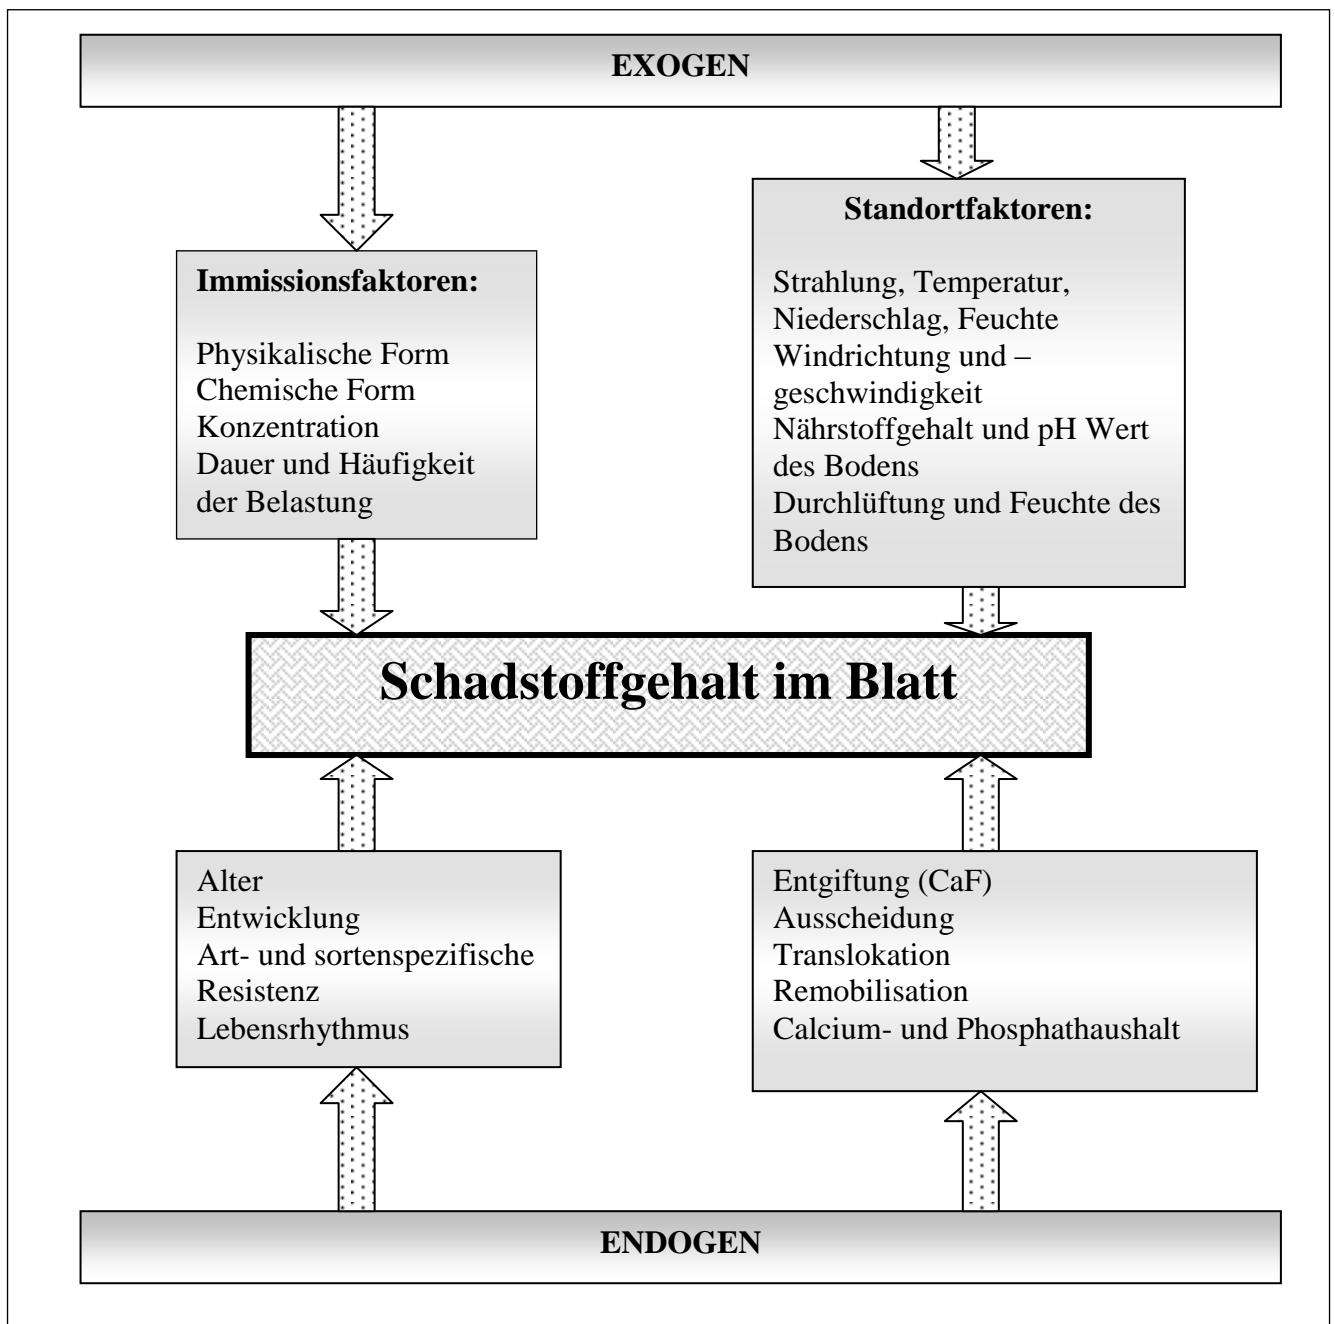 EXOGEN
Immissionsfaktoren:
Physikalische Form
Chemische Form
Konzentration
Dauer und Häufigkeit
der Belastung
Standortfaktoren:
Strahlung, Temperatur,
Niederschlag, Feuchte
Windrichtung und –
geschwindigkeit
Nährstoffgehalt und pH Wert
des Bodens
Durchlüftung und Feuchte des
Bodens
Schadstoffgehalt im Blatt
Alter
Entwicklung
Art- und sortenspezifische
Resistenz
Lebensrhythmus
Entgiftung (CaF)
Ausscheidung
Translokation
Remobilisation
Calcium- und Phosphathaushalt
ENDOGEN